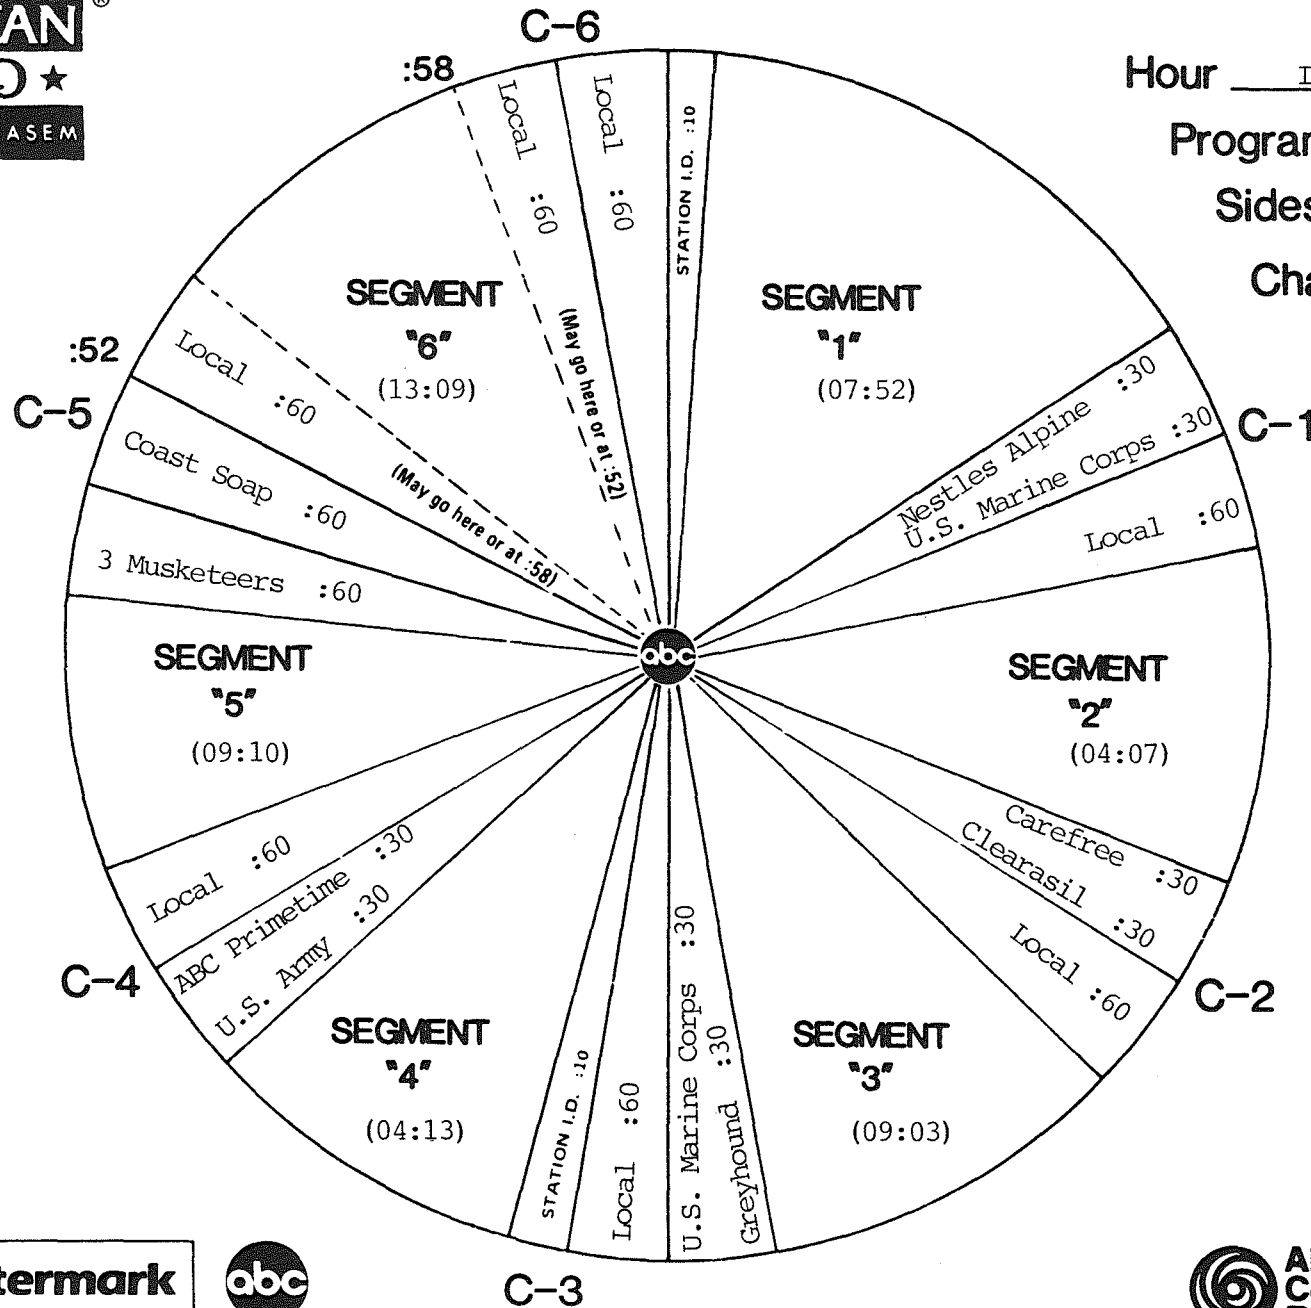 ®
ASEM
Hour
C-6
:58
Local :60
Local :60
STATION I.D. :10
SEGMENT
"6"
(13:09)
(May go here or at :52)
SEGMENT
"1"
(07:52)
Nestles Alpine :30
U.S. Marine Corps :30
C-1
Local :60
:52
Local :60
(May go here or at :58)
C-5
Coast Soap :60
3 Musketeers :60
abc
SEGMENT
"5"
(09:10)
SEGMENT
"2"
(04:07)
Carefree :30
Clearasil :30
C-2
Local :60
Local :60
C-4
ABC Primetime :30
U.S. Army :30
SEGMENT
"4"
(04:13)
STATION I.D. :10
Local :60
U.S. Marine Corps :30
Greyhound :30
SEGMENT
"3"
(09:03)
C-3
termark
abc